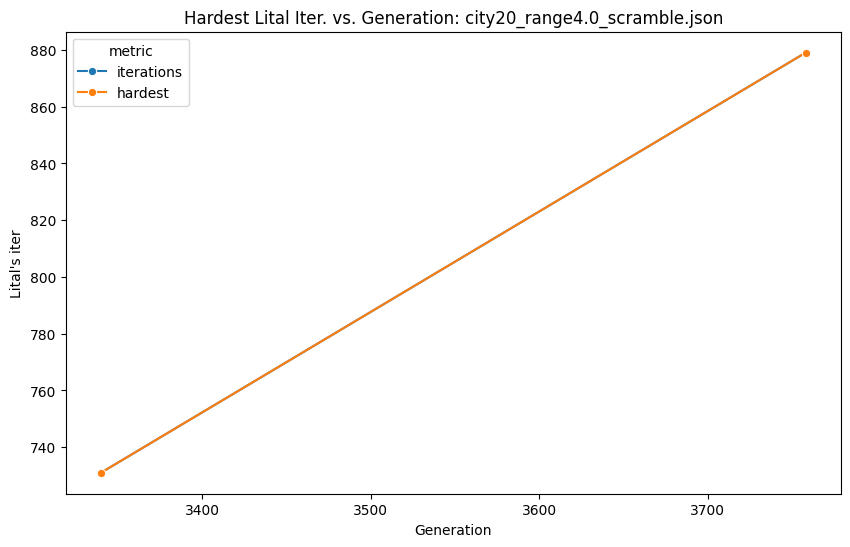 Hardest Lital Iter. vs. Generation: city20_range4.0_scramble.json
metric
iterations
hardest
880
860
840
820
800
780
760
740
Lital's iter
3400 3500 3600 3700
Generation